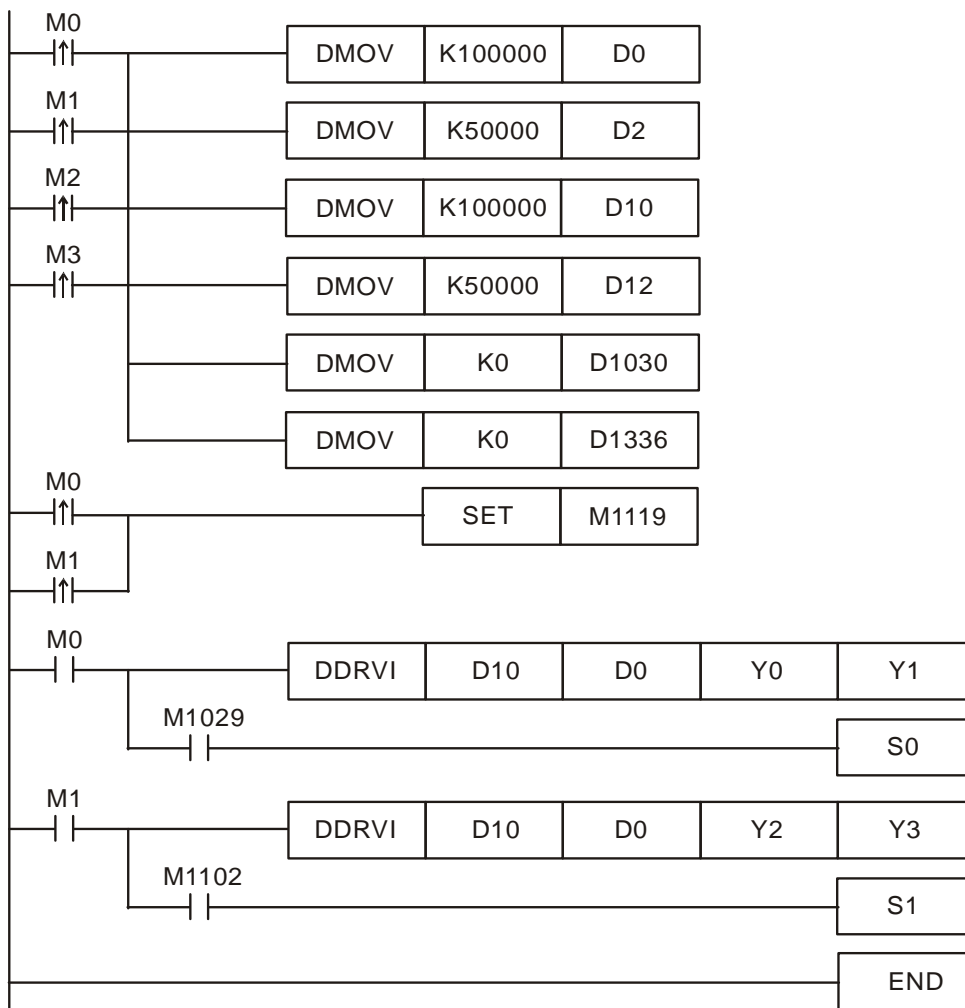 M0
DMOV K100000 D0
M1
DMOV K50000 D2
M2
DMOV K100000 D10
M3
DMOV K50000 D12
DMOV K0 D1030
DMOV K0 D1336
M0
SET M1119
M1
M0
DDRVI D10 D0 Y0 Y1
M1029
S0
M1
DDRVI D10 D0 Y2 Y3
M1102
S1
END